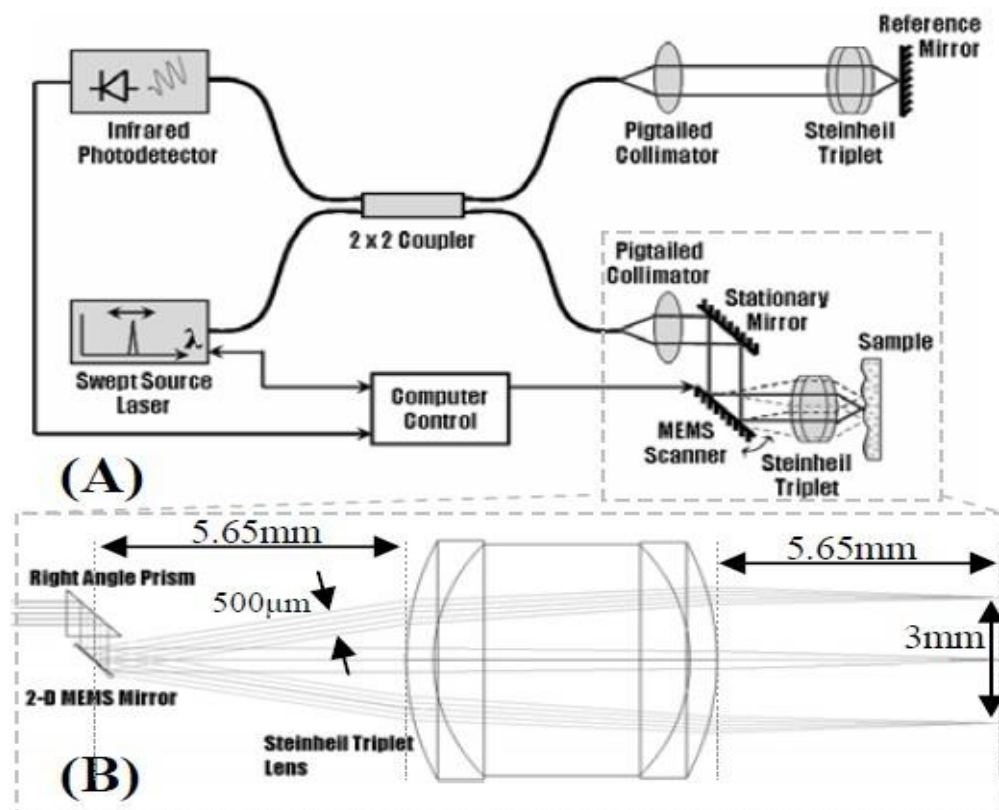 Reference
Mirror
Infrared
Photodetector
Pigtailed
Collimator
Steinheil
Triplet
2 x 2 Coupler
Pigtailed
Collimator
Stationary
Mirror
Sample
λ
Swept Source
Laser
Computer
Control
MEMS
Scanner
Steinheil
Triplet
(A)
5.65mm
5.65mm
Right Angle Prism
500μm
3mm
2-D MEMS Mirror
Steinheil Triplet
Lens
(B)